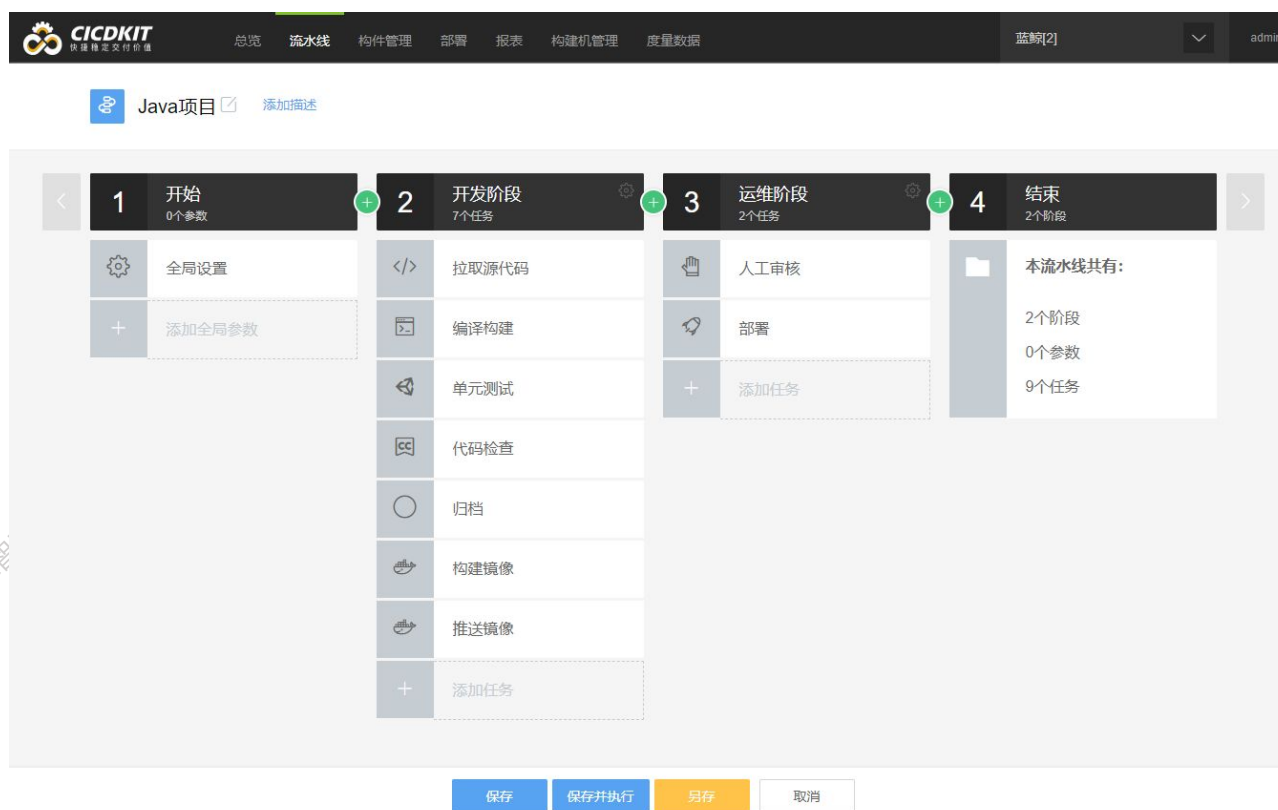 CICDKIT
快捷稳定交付价值
总览 流水线 构件管理 部署 报表 构建机管理 度量数据
蓝鲸[2]
admin
Java项目 添加描述
1 开始
0个参数
全局设置
添加全局参数
2 开发阶段
7个任务
拉取源代码
编译构建
单元测试
代码检查
归档
构建镜像
推送镜像
添加任务
3 运维阶段
2个任务
人工审核
部署
添加任务
4 结束
2个阶段
本流水线共有:
2个阶段
0个参数
9个任务
保存 保存并执行 另存 取消